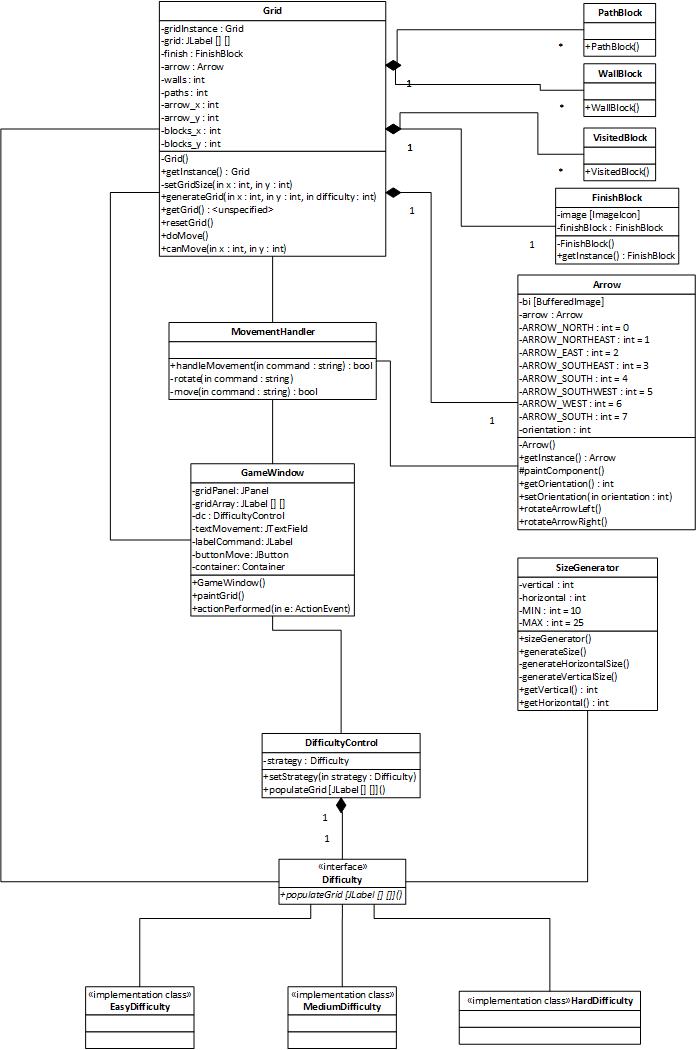 Grid
-gridInstance : Grid
-grid: JLabel [] []
-finish : FinishBlock
-arrow : Arrow
-walls : int
-paths : int
-arrow_x : int
-arrow_y : int
-blocks_x : int
-blocks_y : int
-Grid()
+getInstance() : Grid
-setGridSize(in x : int, in y : int)
+generateGrid(in x : int, in y : int, in difficulty : int)
+getGrid() : <unspecified>
+resetGrid()
+doMove()
+canMove(in x : int, in y : int)
1
1
1
PathBlock
+PathBlock()
*
WallBlock
+WallBlock()
*
VisitedBlock
+VisitedBlock()
*
FinishBlock
-image [ImageIcon]
-finishBlock : FinishBlock
-FinishBlock()
+getInstance() : FinishBlock
1
Arrow
-bi [BufferedImage]
-arrow : Arrow
-ARROW_NORTH : int = 0
-ARROW_NORTHEAST : int = 1
-ARROW_EAST : int = 2
-ARROW_SOUTHEAST : int = 3
-ARROW_SOUTH : int = 4
-ARROW_SOUTHWEST : int = 5
-ARROW_WEST : int = 6
-ARROW_SOUTH : int = 7
-orientation : int
-Arrow()
+getInstance() : Arrow
#paintComponent()
+getOrientation() : int
+setOrientation(in orientation : int)
+rotateArrowLeft()
+rotateArrowRight()
1
MovementHandler
+handleMovement(in command : string) : bool
-rotate(in command : string)
-move(in command : string) : bool
GameWindow
-gridPanel: JPanel
-gridArray: JLabel [] []
-dc : DifficultyControl
-textMovement: JTextField
-labelCommand: JLabel
-buttonMove: JButton
-container: Container
+GameWindow()
+paintGrid()
+actionPerformed(in e: ActionEvent)
SizeGenerator
-vertical : int
-horizontal : int
-MIN : int = 10
-MAX : int = 25
+sizeGenerator()
+generateSize()
-generateHorizontalSize()
-generateVerticalSize()
+getVertical() : int
+getHorizontal() : int
DifficultyControl
-strategy : Difficulty
+setStrategy(in strategy : Difficulty)
+populateGrid [JLabel [] []]()
1
1
«interface»
Difficulty
+populateGrid [JLabel [] []]()
«implementation class»
EasyDifficulty
«implementation class»
MediumDifficulty
«implementation class»HardDifficulty